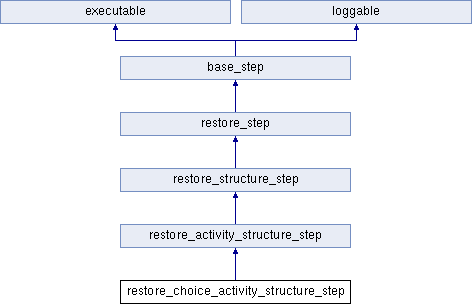 executable
loggable
base_step
restore_step
restore_structure_step
restore_activity_structure_step
restore_choice_activity_structure_step